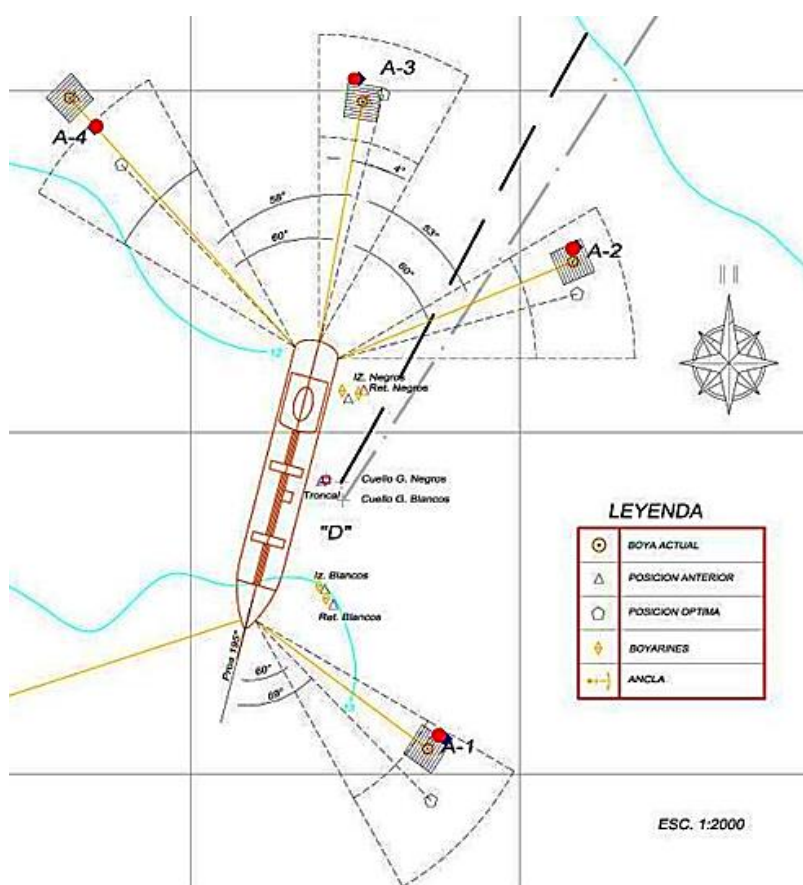 A-3
A-4
4°
58°
53°
60°
60°
A-2
12
IZ. Negros
Ret. Negros
Cuello G. Negros
Troncal
Cuello G. Blancos
"D"
Iz. Blancos
Ret. Blancos
Proa 195°
60°
69°
13
A-1
LEYENDA
BOYA ACTUAL
POSICION ANTERIOR
POSICION OPTIMA
BOYARINES
ANCLA
ESC. 1:2000